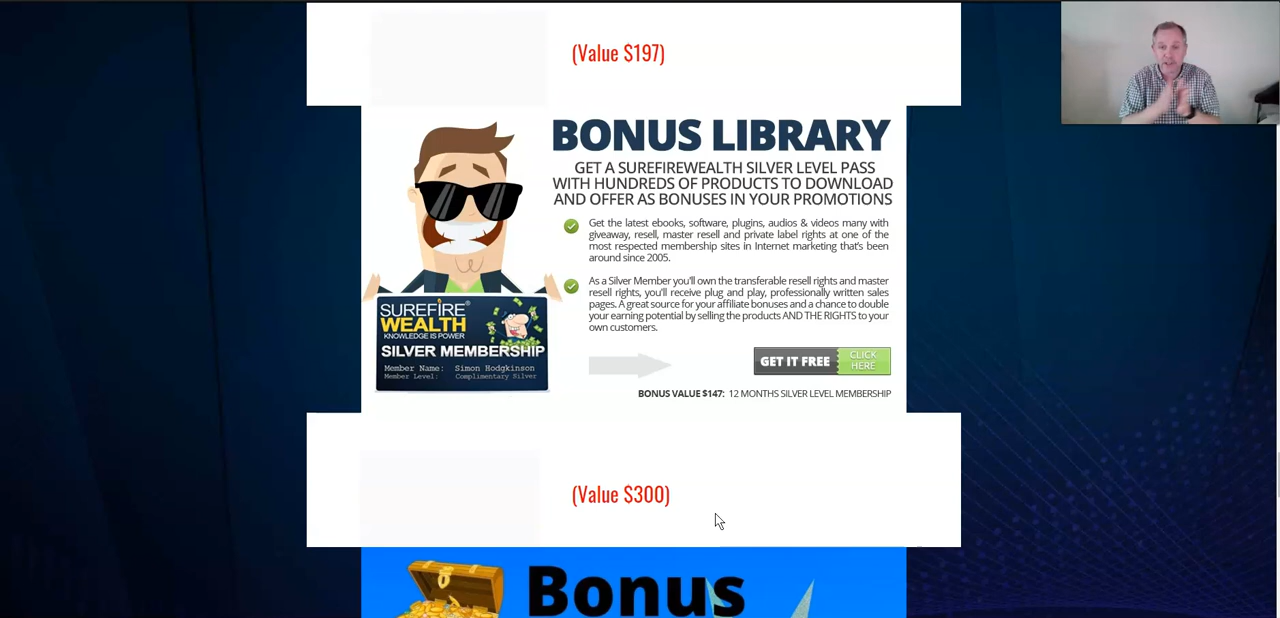 (Value $197)
BONUS LIBRARY
GET A SUREFIREWEALTH SILVER LEVEL PASS
WITH HUNDREDS OF PRODUCTS TO DOWNLOAD
AND OFFER AS BONUSES IN YOUR PROMOTIONS
Get the latest ebooks, software, plugins, audios & videos many with
giveaway, resell, master resell and private label rights at one of the
most respected membership sites in Internet marketing that's been
around since 2005.
As a Silver Member you'll own the transferable resell rights and master
resell rights, you'll receive plug and play, professionally written sales
pages. A great source for your affiliate bonuses and a chance to double
your earning potential by selling the products AND THE RIGHTS to your
own customers.
SUREFIRE®
WEALTH
KNOWLEDGE IS POWER
SILVER MEMBERSHIP
Member Name: Simon Hodgkinson
Member Level: Complimentary Silver
GET IT FREE
CLICK
HERE
BONUS VALUE $147: 12 MONTHS SILVER LEVEL MEMBERSHIP
(Value $300)
Bonus